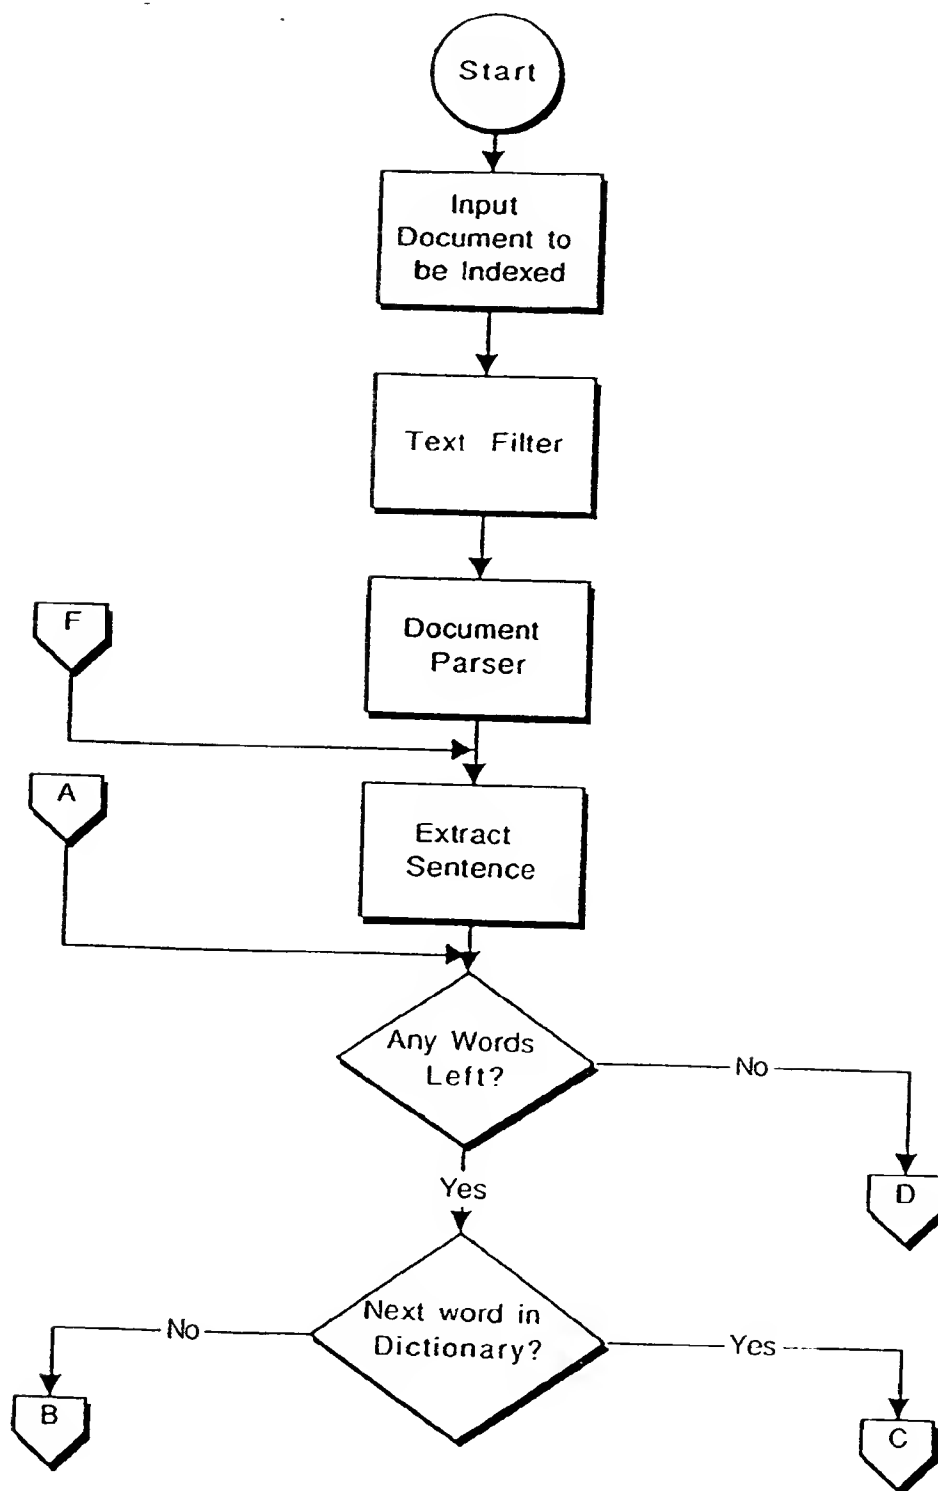 Start
Input
Document to
be Indexed
Text Filter
F
Document
Parser
A
Extract
Sentence
Any Words
Left?
No
Yes
D
Next word in
Dictionary?
No
Yes
B
C